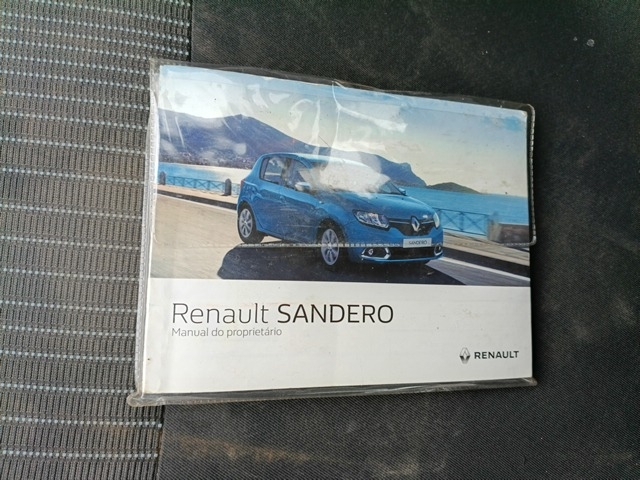 SANDERO
Renault SANDERO
Manual do proprietário
RENAULT